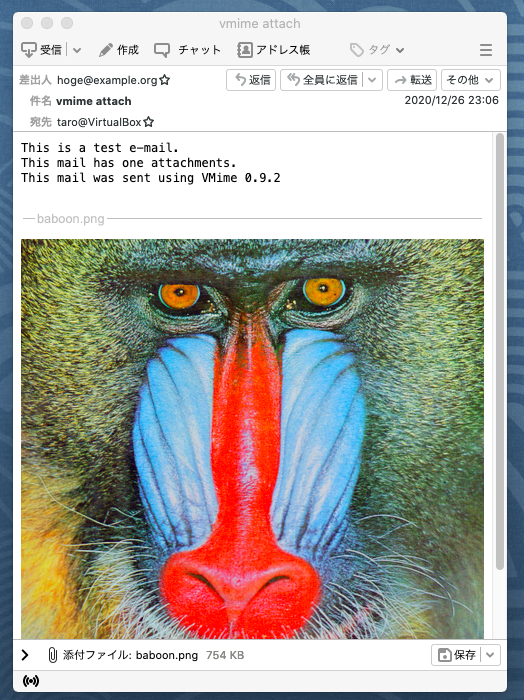 vmime attach
受信 作成 チャット アドレス帳 タグ
差出人 hoge@example.org 返信 全員に返信 転送 その他
件名 vmime attach 2020/12/26 23:06
宛先 taro@VirtualBox
This is a test e-mail.
This mail has one attachments.
This mail was sent using VMime 0.9.2
baboon.png
添付ファイル: baboon.png 754 KB 保存